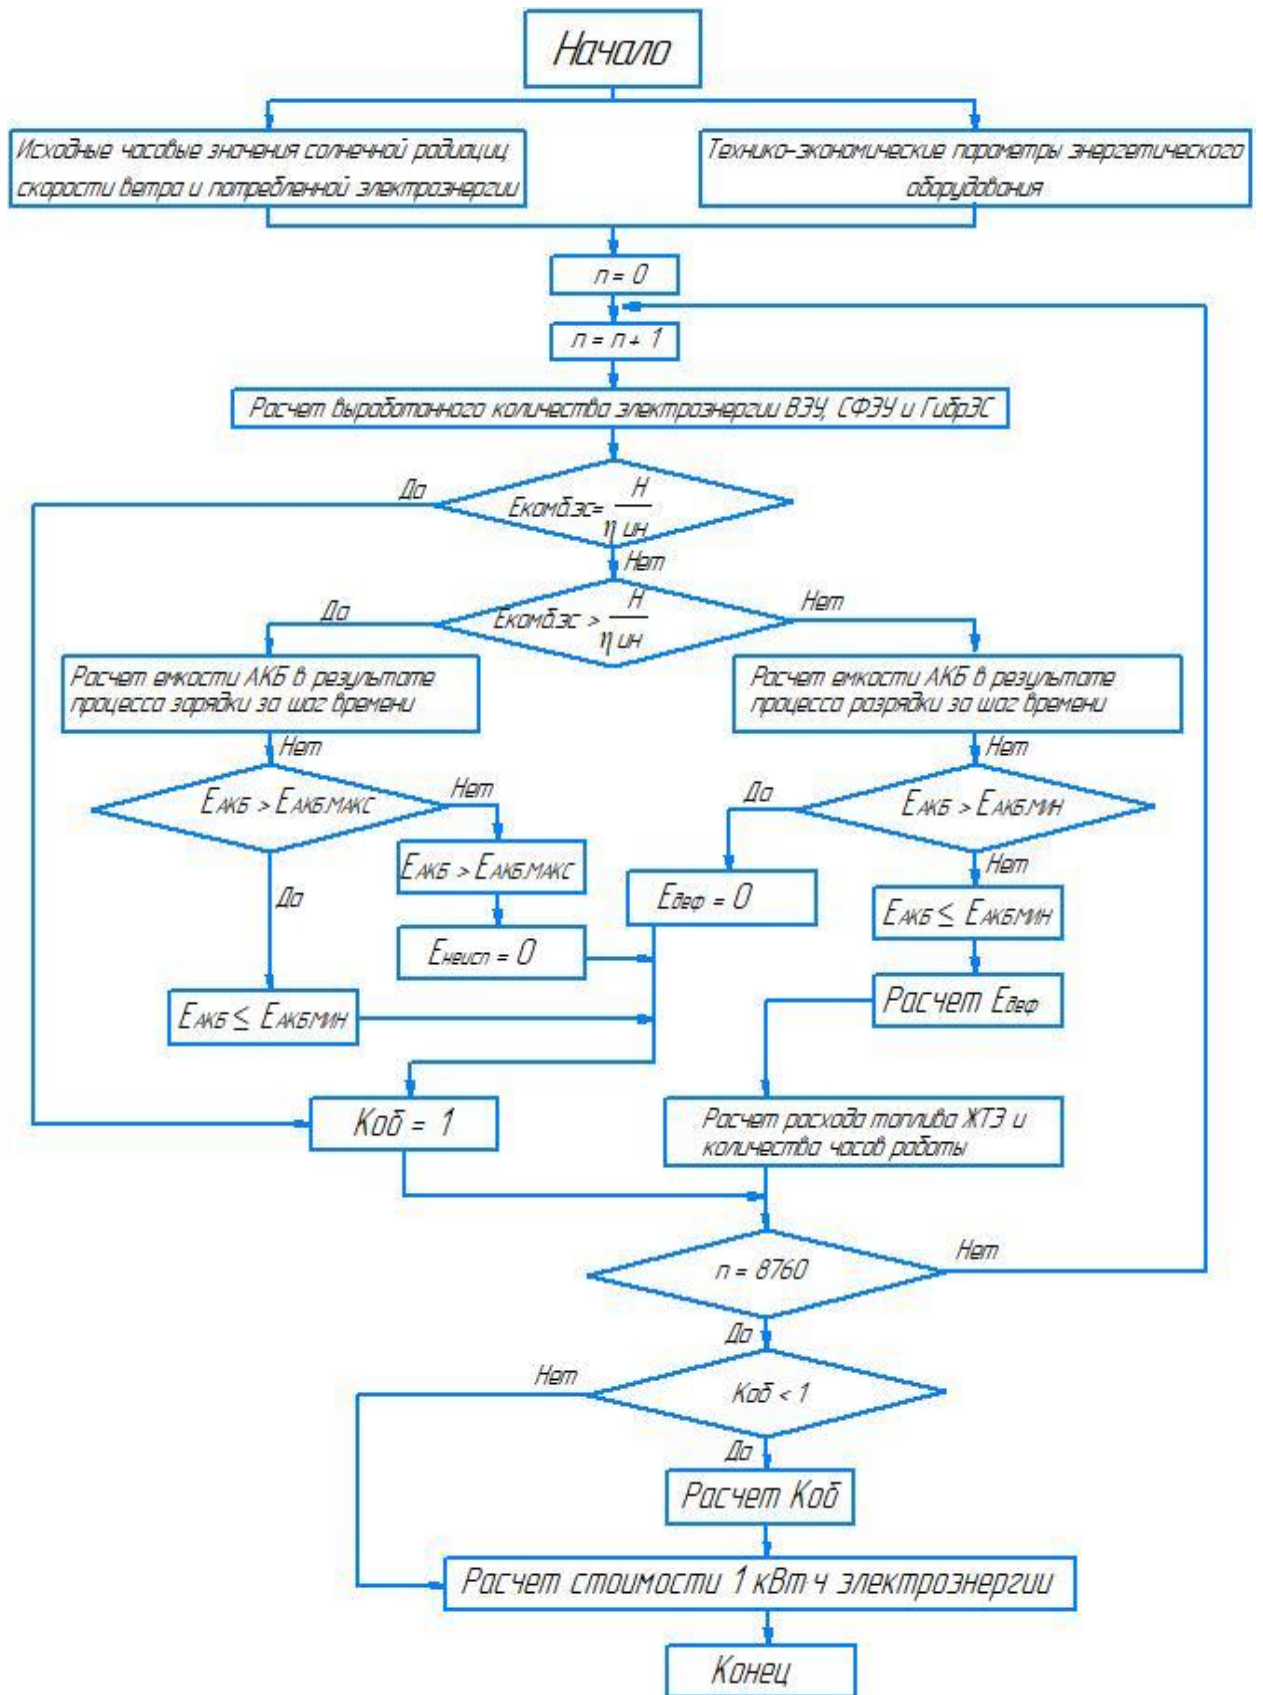 Начало
Исходные часовые значения солнечной радиации,
скорости ветра и потребленной электроэнергии
Технико-экономические параметры энергетического
оборудования
n = 0
n = n + 1
Расчет выработанного количества электроэнергии ВЭУ, СФЭУ и ГибрЭС
Да
Eкомб.эс= H
η ин
Нет
Да
Eкомб.эс > H
η ин
Нет
Расчет емкости АКБ в результате
процесса зарядки за шаг времени
Расчет емкости АКБ в результате
процесса разрядки за шаг времени
Нет
Нет
EАКБ > EАКБ.МАКС
Нет
Да
EАКБ > EАКБ.МИН
EАКБ > EАКБ.МАКС
Нет
Да
Eдеф = 0
EАКБ ≤ EАКБ.МИН
Eнеисп = 0
Расчет Eдеф
EАКБ ≤ EАКБ.МИН
Kоб = 1
Расчет расхода топлива ЖТЭ и
количества часов работы
n = 8760
Нет
Да
Нет
Kоб < 1
Да
Расчет Kоб
Расчет стоимости 1 кВт·ч электроэнергии
Конец